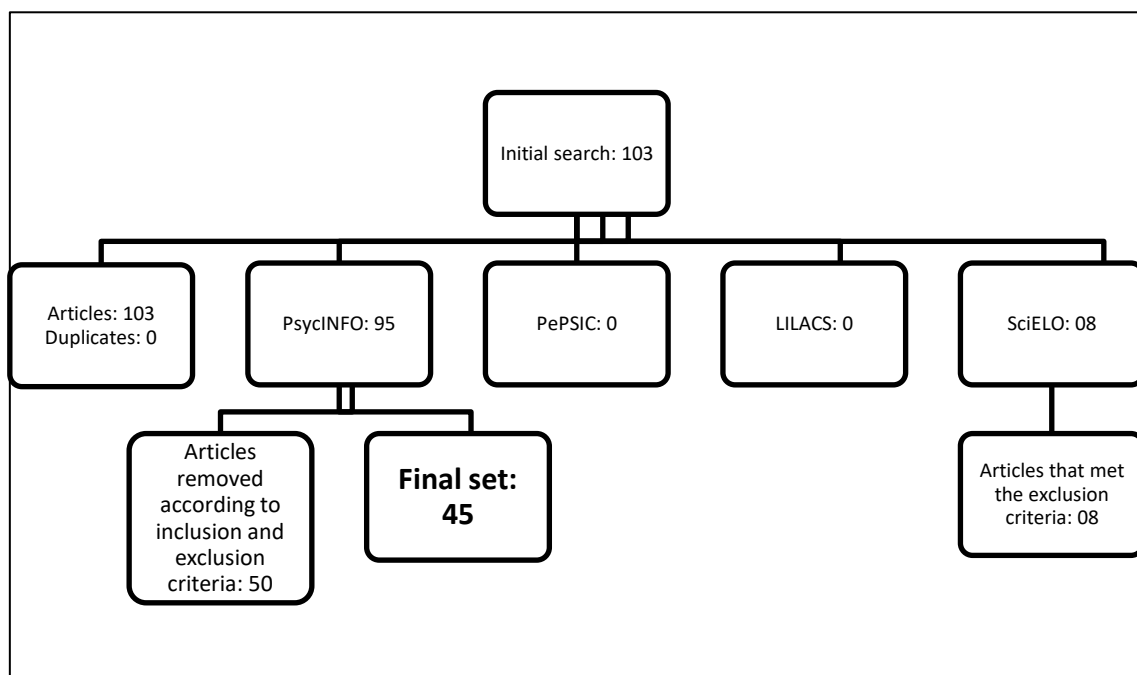 Initial search: 103
Articles: 103
Duplicates: 0
PsycINFO: 95
PePSIC: 0
LILACS: 0
SciELO: 08
Articles
removed
according to
inclusion and
exclusion
criteria: 50
Final set:
45
Articles that met
the exclusion
criteria: 08